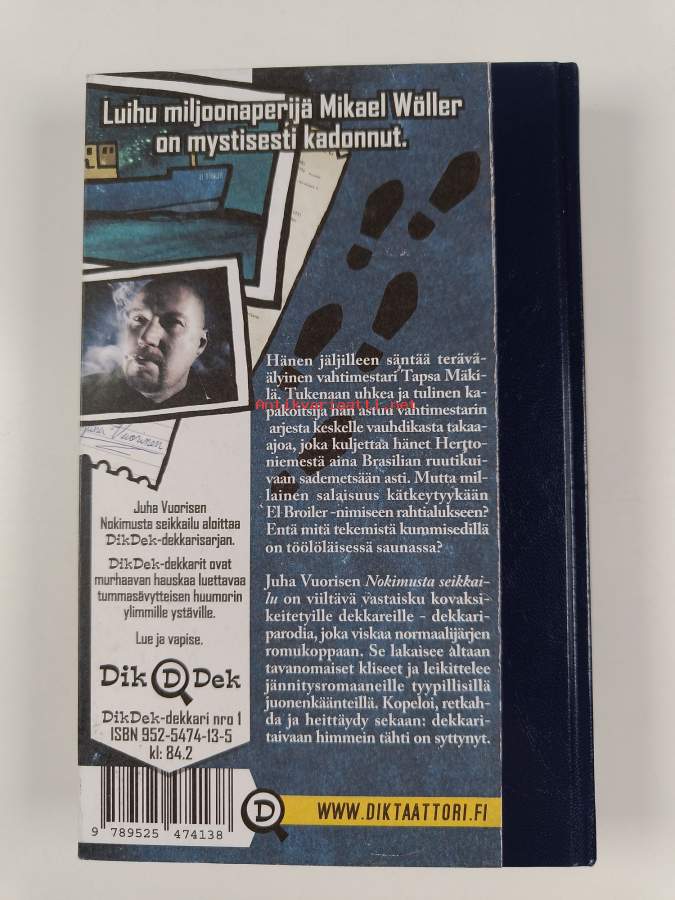 Luihu miljoonaperijä Mikael Wöller
on mystisesti kadonnut.
Hänen jäljilleen säntää terävä-
älyinen vahtimestari Tapsa Mäki-
lä. Tukenaan uhkea ja tulinen ka-
pakoitsija hän astuu vahtimestarin
arjesta keskelle vauhdikasta takaa-
ajoa, joka kuljettaa hänet Hertto-
niemestä aina Brasilian ruutikui-
vaan sademetsään asti. Mutta mil-
lainen salaisuus kätkeytyykään
El Broiler -nimiseen rahtialukseen?
Entä mitä tekemistä kummisedillä
on töölöläisessä saunassa?
Juha Vuorisen Nokimusta seikkai-
lu on viiltävä vastaisku kovaksi-
keitetyille dekkareille - dekkari-
parodia, joka viskaa normaalijärjen
romukoppaan. Se lakaisee altaan
tavanomaiset kliseet ja leikittelee
jännitysromaaneille tyypillisillä
juonenkäänteillä. Kopeloi, retkah-
da ja heittäydy sekaan: dekkari-
taivaan himmein tähti on syttynyt.
Antikvariaatti.net
Juha Vuorinen
Juha Vuorisen
Nokimusta seikkailu aloittaa
DikDek-dekkarisarjan.
DikDek-dekkarit ovat
murhaavan hauskaa luettavaa
tummasävytteisen huumorin
ylimmille ystäville.
Lue ja vapise.
Dik D Dek
DikDek-dekkari nro 1
ISBN 952-5474-13-5
kl: 84.2
9 789525 474138
D
WWW.DIKTAATTORI.FI